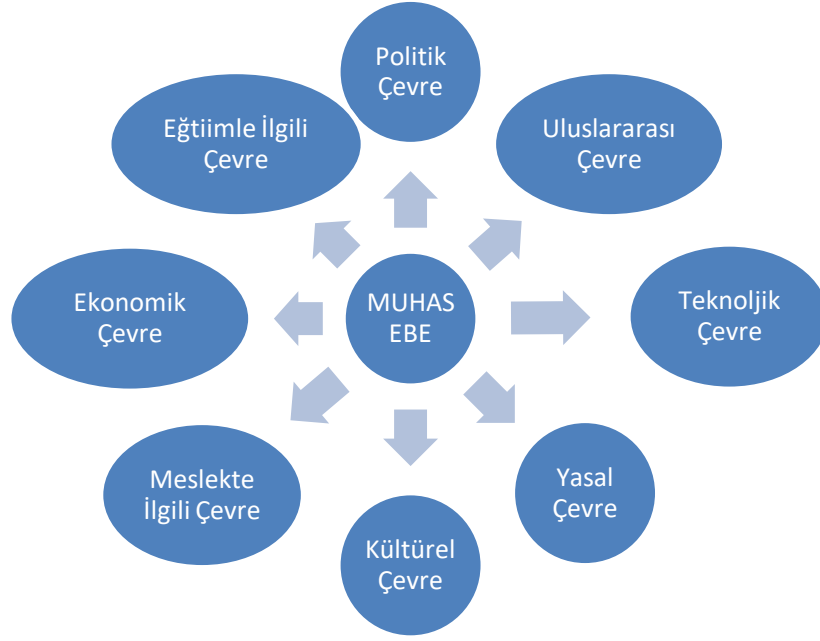 Politik
Çevre
Eğtiimle İlgili
Çevre
Uluslararası
Çevre
Ekonomik
Çevre
MUHAS
EBE
Teknoljik
Çevre
Meslekte
İlgili Çevre
Yasal
Çevre
Kültürel
Çevre